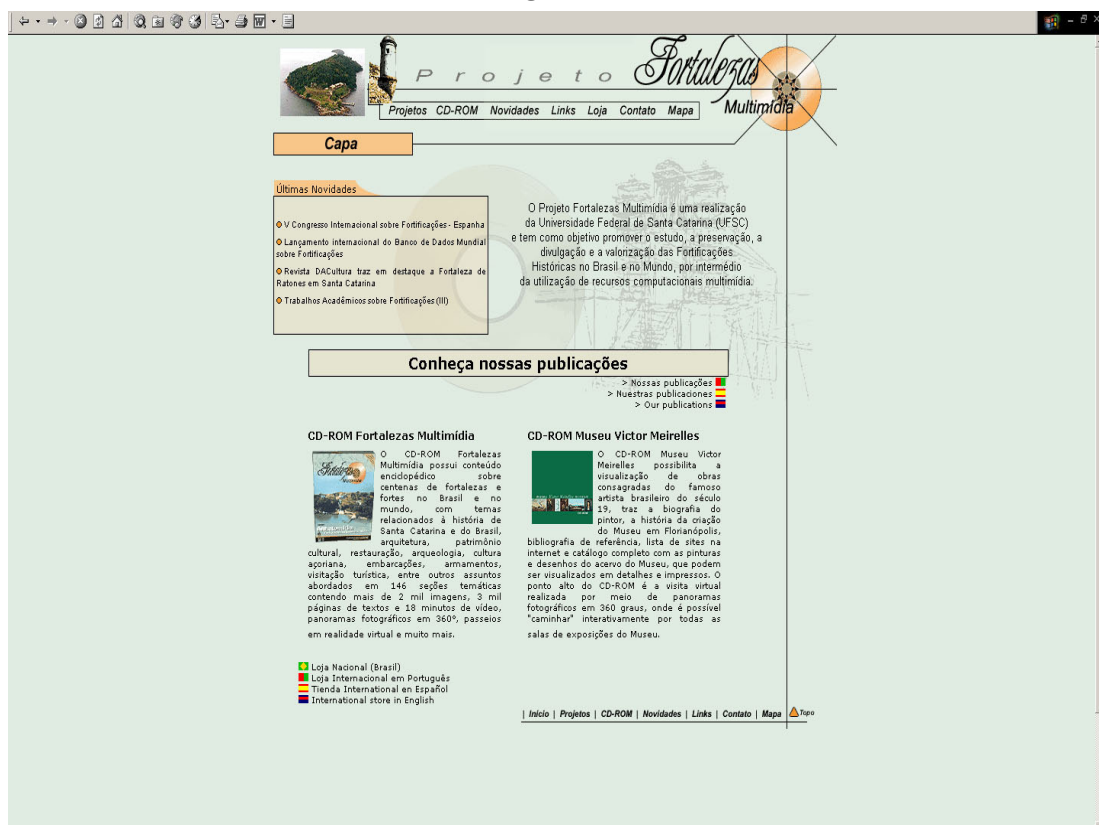 Projeto
Fortalezas
Multimídia
Projetos CD-ROM Novidades Links Loja Contato Mapa
Capa
Últimas Novidades
V Congresso Internacional sobre Fortificações - Espanha
Lançamento internacional do Banco de Dados Mundial
sobre Fortificações
Revista DACultura traz em destaque a Fortaleza de
Ratones em Santa Catarina
Trabalhos Acadêmicos sobre Fortificações (III)
O Projeto Fortalezas Multimídia é uma realização
da Universidade Federal de Santa Catarina (UFSC)
e tem como objetivo promover o estudo, a preservação, a
divulgação e a valorização das Fortificações
Históricas no Brasil e no Mundo, por intermédio
da utilização de recursos computacionais multimídia.
Conheça nossas publicações
> Nossas publicações
> Nuestras publicaciones
> Our publications
CD-ROM Fortalezas Multimídia
O CD-ROM Fortalezas
Multimídia possui conteúdo
enciclopédico sobre
centenas de fortalezas e
fortes no Brasil e no
mundo, com temas
relacionados à história de
Santa Catarina e do Brasil,
arquitetura, patrimônio
cultural, restauração, arqueologia, cultura
açoriana, embarcações, armamentos,
visitação turística, entre outros assuntos
abordados em 146 seções temáticas
contendo mais de 2 mil imagens, 3 mil
páginas de textos e 18 minutos de vídeo,
panoramas fotográficos em 360º, passeios
em realidade virtual e muito mais.
CD-ROM Museu Victor Meirelles
O CD-ROM Museu Victor
Meirelles possibilita a
visualização de obras
consagradas do famoso
artista brasileiro do século
19, traz a biografia do
pintor, a história da criação
do Museu em Florianópolis,
bibliografia de referência, lista de sites na
internet e catálogo completo com as pinturas
e desenhos do acervo do Museu, que podem
ser visualizados em detalhes e impressos. O
ponto alto do CD-ROM é a visita virtual
realizada por meio de panoramas
fotográficos em 360 graus, onde é possível
"caminhar" interativamente por todas as
salas de exposições do Museu.
Loja Nacional (Brasil)
Loja Internacional em Português
Tienda International en Español
International store in English
| Início | Projetos | CD-ROM | Novidades | Links | Contato | Mapa
Topo